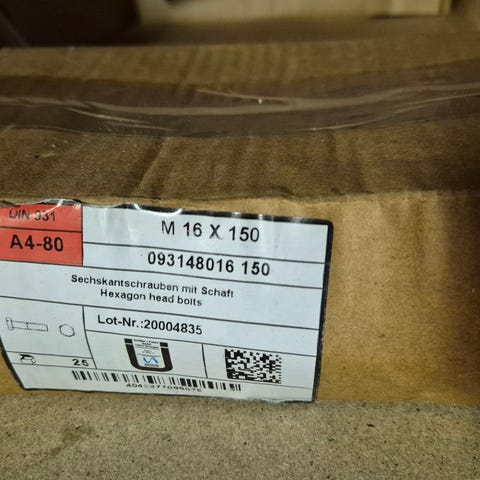 DIN 931
A4-80
M 16 X 150
093148016 150
Sechskantschrauben mit Schaft
Hexagon head bolts
Lot-Nr.:20004835
25